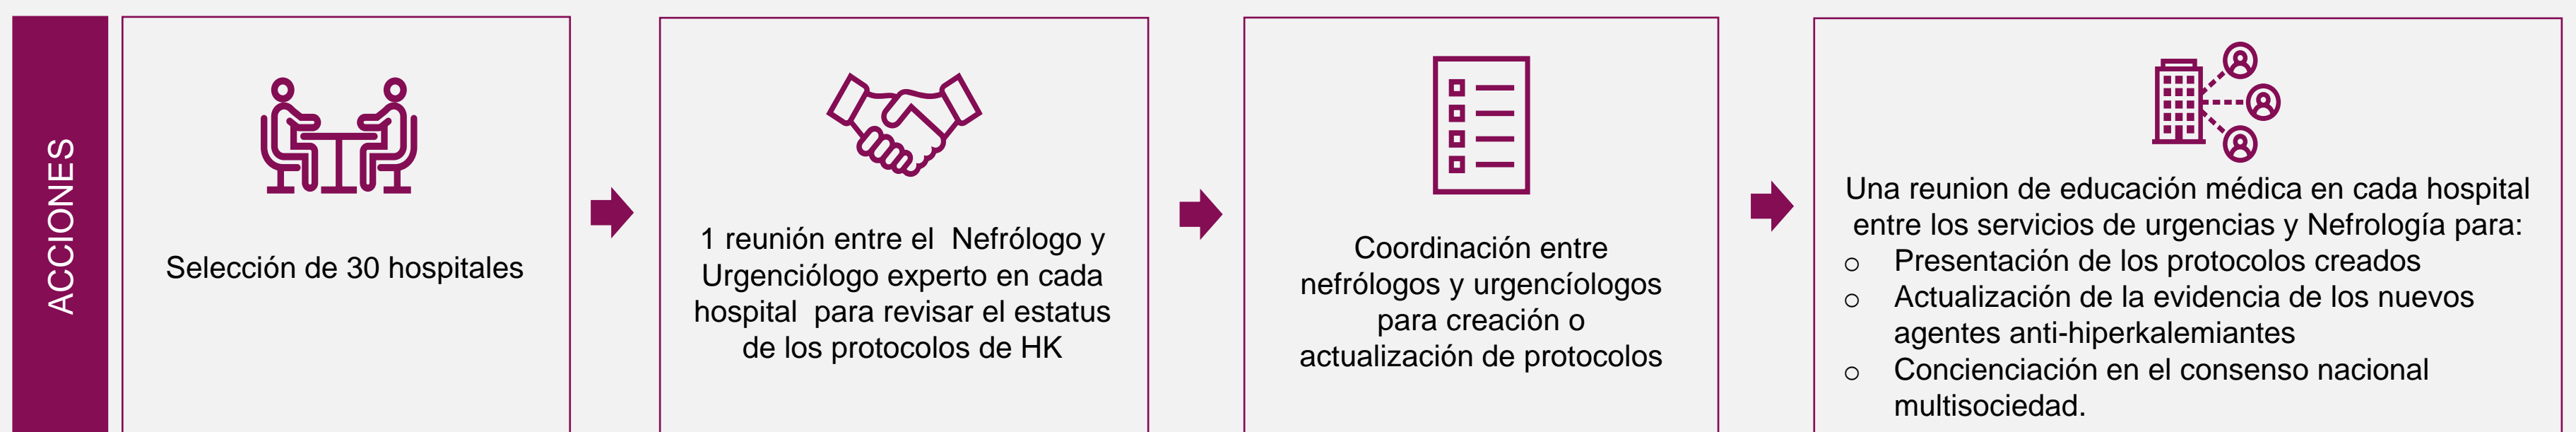 ACCIONES
Selección de 30 hospitales
1 reunión entre el  Nefrólogo y
Urgenciólogo experto en cada
hospital  para revisar el estatus
de los protocolos de HK
Coordinación entre
nefrólogos y urgencíologos
para creación o
actualización de protocolos
Una reunion de educación médica en cada hospital
entre los servicios de urgencias y Nefrología para:
o Presentación de los protocolos creados
o Actualización de la evidencia de los nuevos
agentes anti-hiperkalemiantes
o Concienciación en el consenso nacional
multisociedad.